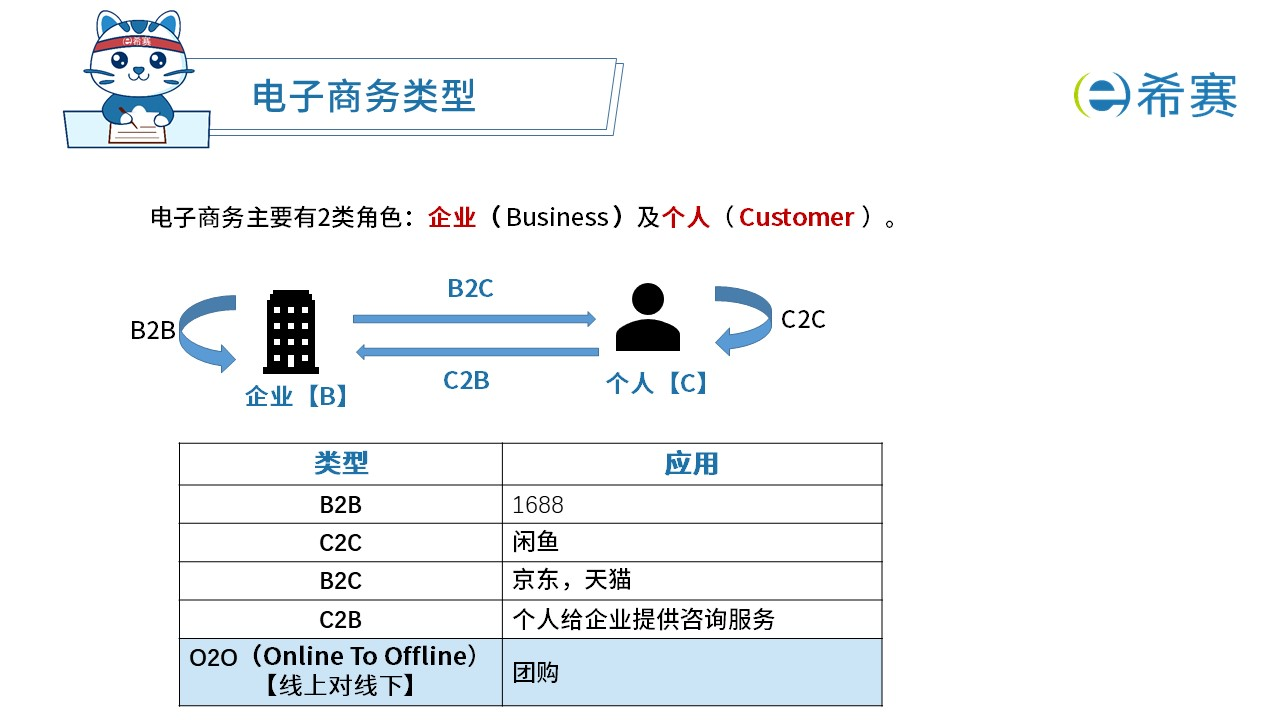 希赛
电子商务类型
希赛
电子商务主要有2类角色：企业（Business）及个人（Customer）。
B2C
B2B
C2C
C2B
企业【B】
个人【C】
类型 应用
B2B 1688
C2C 闲鱼
B2C 京东，天猫
C2B 个人给企业提供咨询服务
O2O（Online To Offline）
【线上对线下】
团购